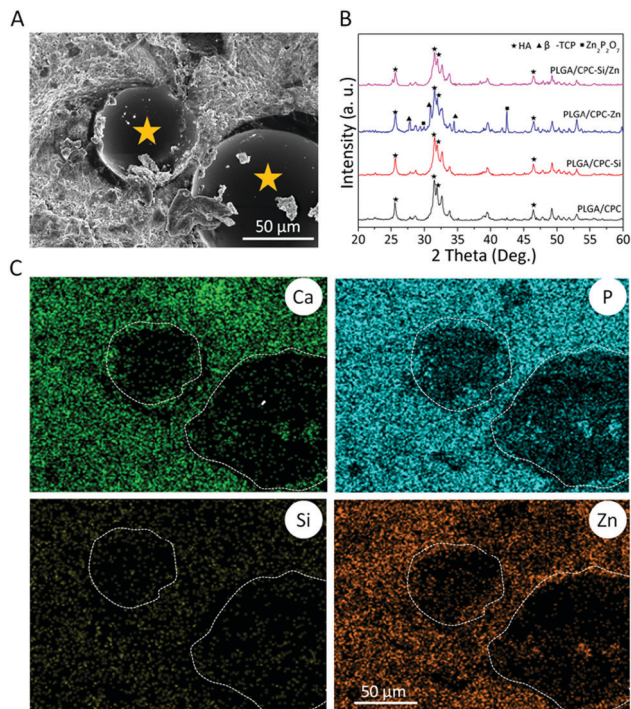 A
50 μm
B
★ HA ▲ β -TCP ■ Zn2P2O7
PLGA/CPC-Si/Zn
PLGA/CPC-Zn
PLGA/CPC-Si
PLGA/CPC
Intensity (a. u.)
20 25 30 35 40 45 50 55 60
2 Theta (Deg.)
C
Ca
P
Si
Zn
50 μm